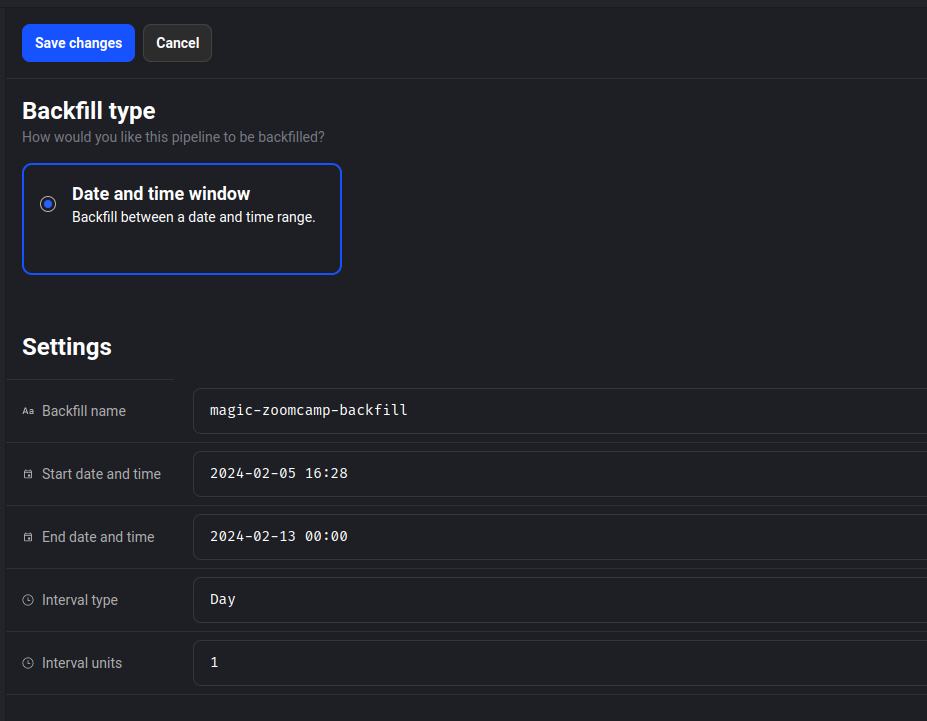 Save changes
Cancel
Backfill type
How would you like this pipeline to be backfilled?
Date and time window
Backfill between a date and time range.
Settings
Aa Backfill name
magic-zoomcamp-backfill
Start date and time
2024-02-05 16:28
End date and time
2024-02-13 00:00
Interval type
Day
Interval units
1